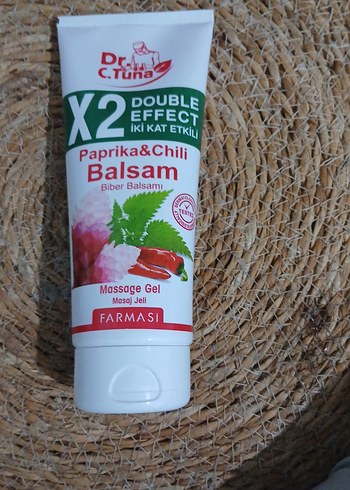 Dr.
C.Tuna
X2 DOUBLE
EFFECT
İKİ KAT ETKİLİ
Paprika&Chili
Balsam
Biber Balsamı
TESTED
Massage Gel
Masaj Jeli
FARMASI